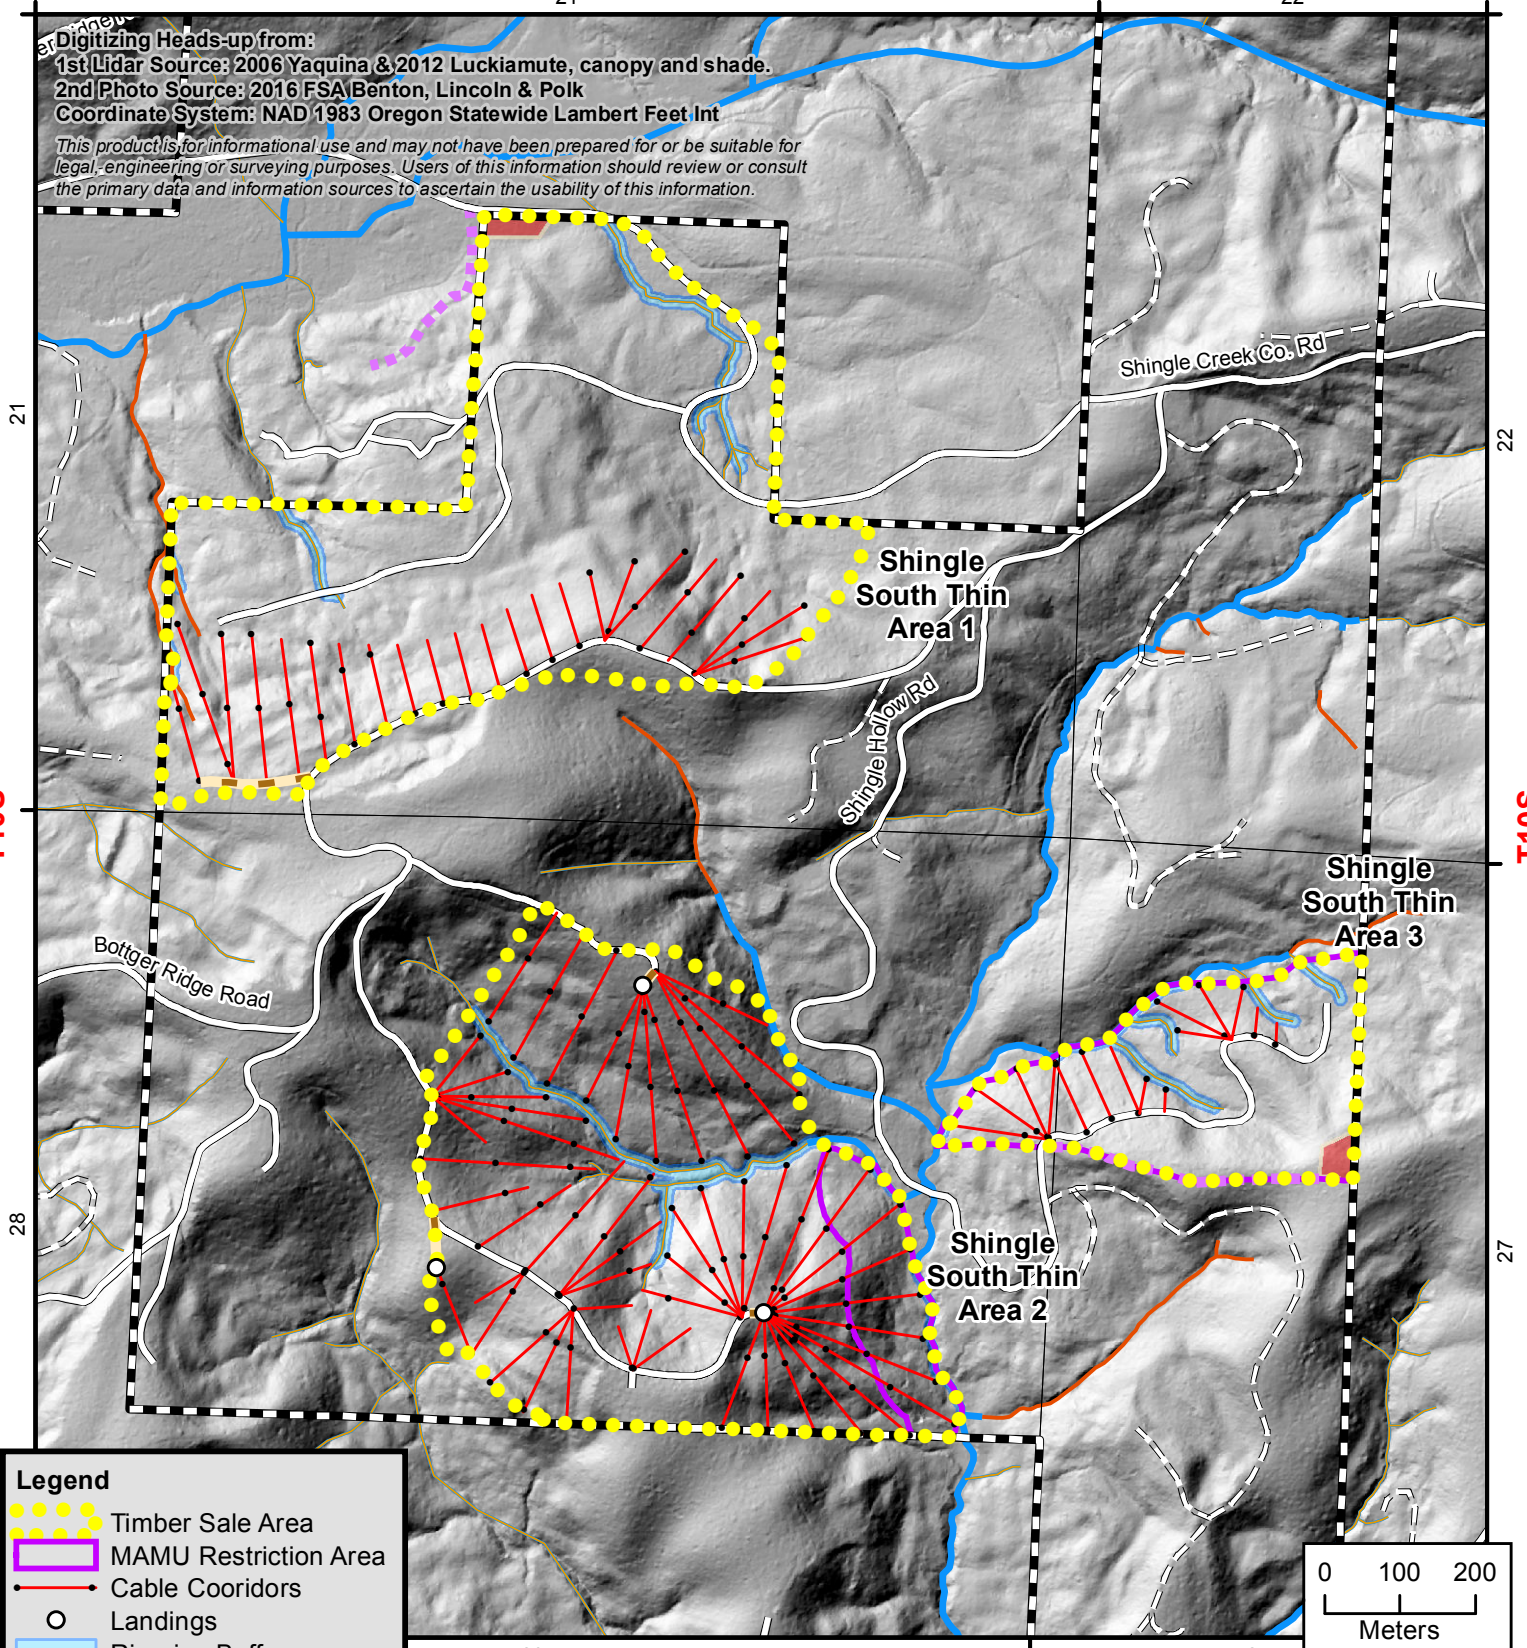 Digitizing Heads-up from:
1st Lidar Source: 2006 Yaquina & 2012 Luckiamute, canopy and shade.
2nd Photo Source: 2016 FSA Benton, Lincoln & Polk
Coordinate System: NAD 1983 Oregon Statewide Lambert Feet Int
This product is for informational use and may not have been prepared for or be suitable for
legal, engineering or surveying purposes. Users of this information should review or consult
the primary data and information sources to ascertain the usability of this information.
Shingle Creek Co. Rd
21
22
Shingle
South Thin
Area 1
Shingle Hollow Rd
Shingle
South Thin
Area 3
Bottger Ridge Road
28
27
Shingle
South Thin
Area 2
Legend
Timber Sale Area
MAMU Restriction Area
Cable Cooridors
Landings
0 100 200
Meters